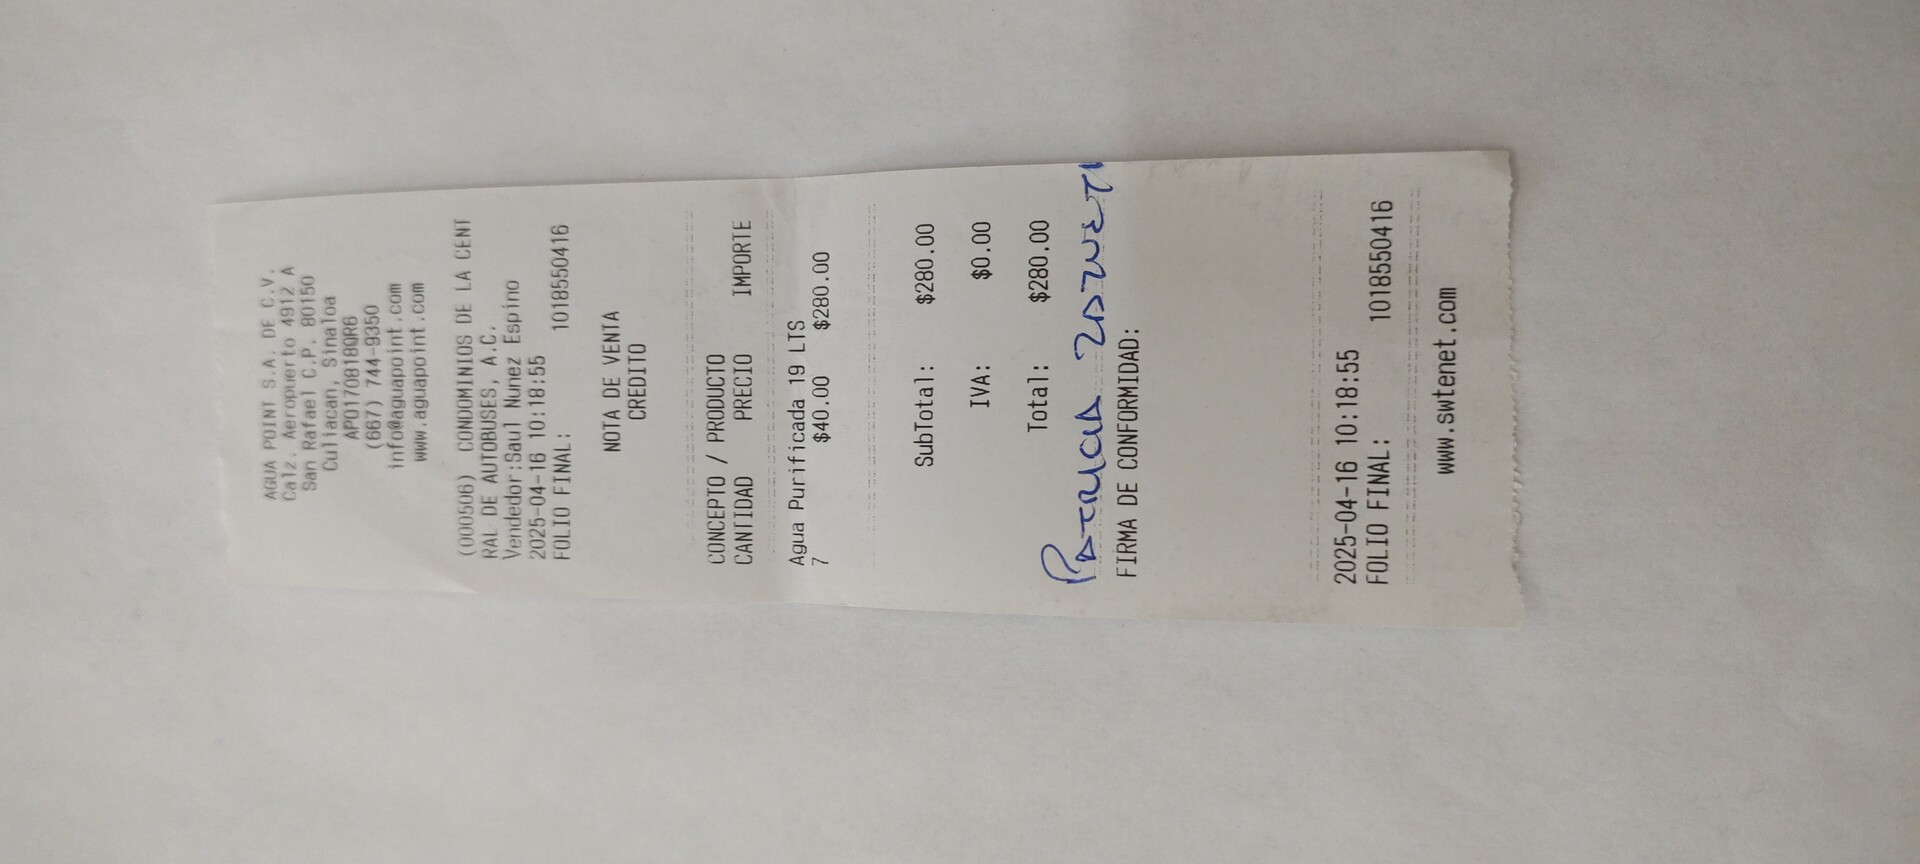 AGUA POINT S.A. DE C.V.
Calz. Aeropuerto 4912 A
San Rafael C.P. 80150
Culiacan, Sinaloa
APO170818QR6
(667) 744-9350
info@aguapoint.com
www.aguapoint.com
(000506) CONDOMINIOS DE LA CENT
RAL DE AUTOBUSES, A.C.
Vendedor:Saul Nunez Espino
2025-04-16 10:18:55
FOLIO FINAL: 1018550416
NOTA DE VENTA
CREDITO
CONCEPTO / PRODUCTO
CANTIDAD PRECIO IMPORTE
Agua Purificada 19 LTS
7 $40.00 $280.00
SubTotal: $280.00
IVA: $0.00
Total: $280.00
Patricia
FIRMA DE CONFORMIDAD:
2025-04-16 10:18:55
FOLIO FINAL: 1018550416
www.swtenet.com